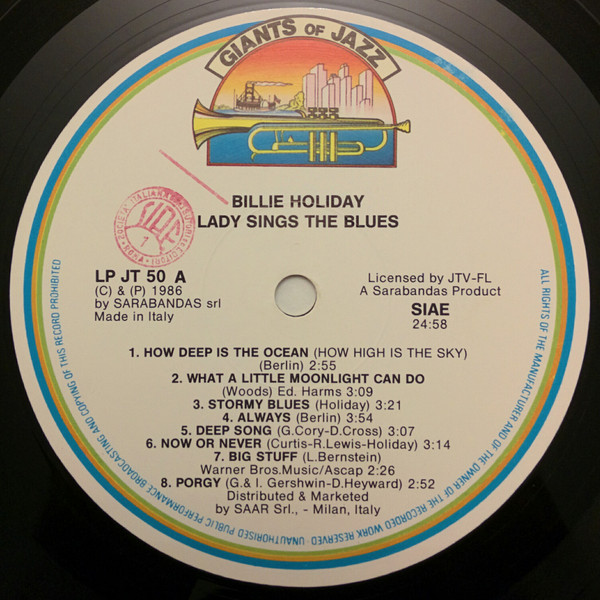 GIANTS OF JAZZ
BILLIE HOLIDAY
LADY SINGS THE BLUES
SIAE
1
ROMA
LP JT 50 A
(C) & (P) 1986
by SARABANDAS srl
Made in Italy
Licensed by JTV-FL
A Sarabandas Product
SIAE
24:58
1. HOW DEEP IS THE OCEAN (HOW HIGH IS THE SKY)
(Berlin) 2:55
2. WHAT A LITTLE MOONLIGHT CAN DO
(Woods) Ed. Harms 3:09
3. STORMY BLUES (Holiday) 3:21
4. ALWAYS (Berlin) 3:54
5. DEEP SONG (G.Cory-D.Cross) 3:07
6. NOW OR NEVER (Curtis-R.Lewis-Holiday) 3:14
7. BIG STUFF (L.Bernstein)
Warner Bros.Music/Ascap 2:26
8. PORGY (G.& I. Gershwin-D.Heyward) 2:52
Distributed & Marketed
by SAAR Srl., - Milan, Italy
ALL RIGHTS OF THE MANUFACTURER AND OF THE OWNER OF THE RECORDED WORK RESERVED UNAUTHORISED PUBLIC PERFORMANCE BROADCASTING AND COPYING OF THIS RECORD PROHIBITED